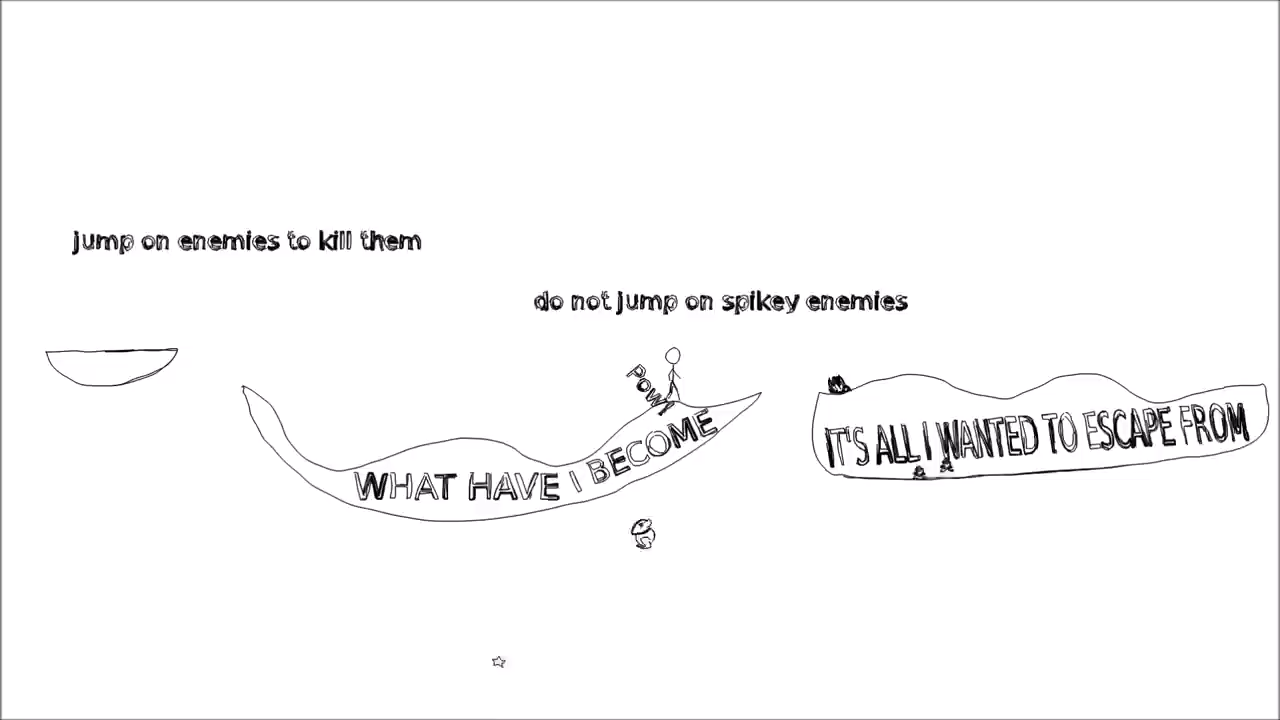 jump on enemies to kill them
do not jump on spikey enemies
POW!
WHAT HAVE I BECOME
IT'S ALL I WANTED TO ESCAPE FROM